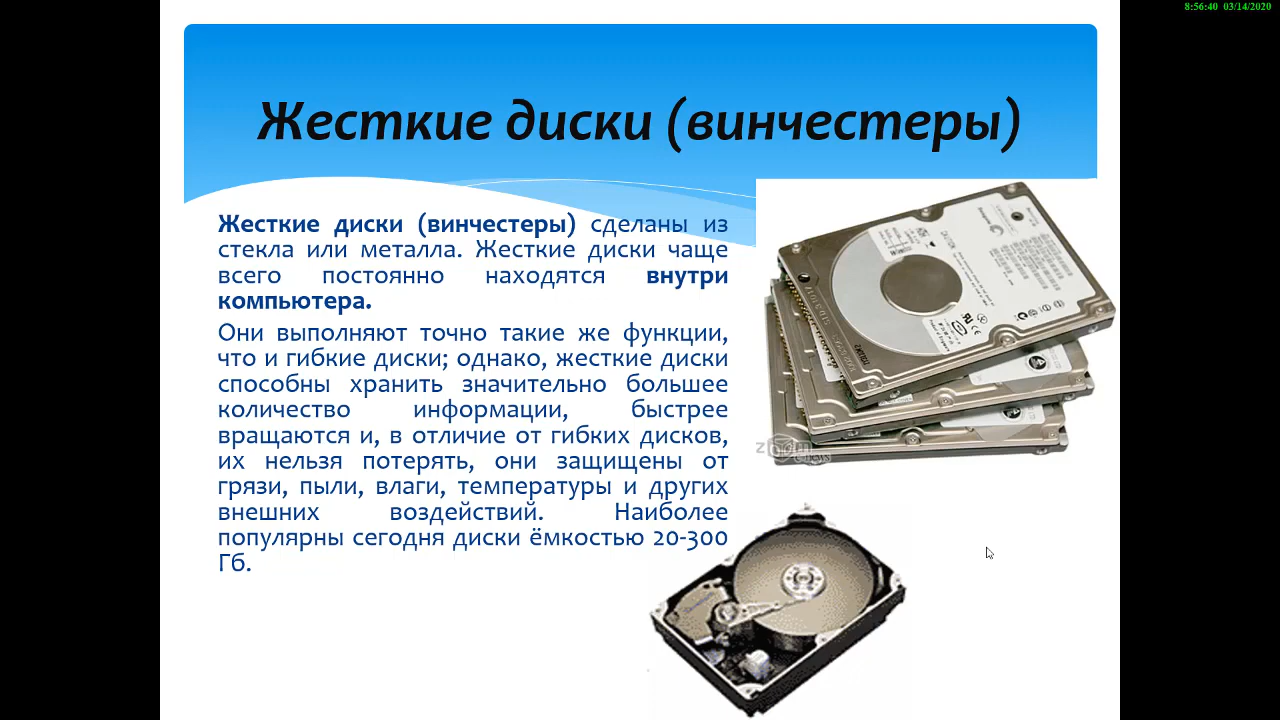 8:56:40 03/14/2020
Жесткие диски (винчестеры)
Жесткие диски (винчестеры) сделаны из
стекла или металла. Жесткие диски чаще
всего постоянно находятся внутри
компьютера.
Они выполняют точно такие же функции,
что и гибкие диски; однако, жесткие диски
способны хранить значительно большее
количество информации, быстрее
вращаются и, в отличие от гибких дисков,
их нельзя потерять, они защищены от
грязи, пыли, влаги, температуры и других
внешних воздействий. Наиболее
популярны сегодня диски ёмкостью 20-300
Гб.